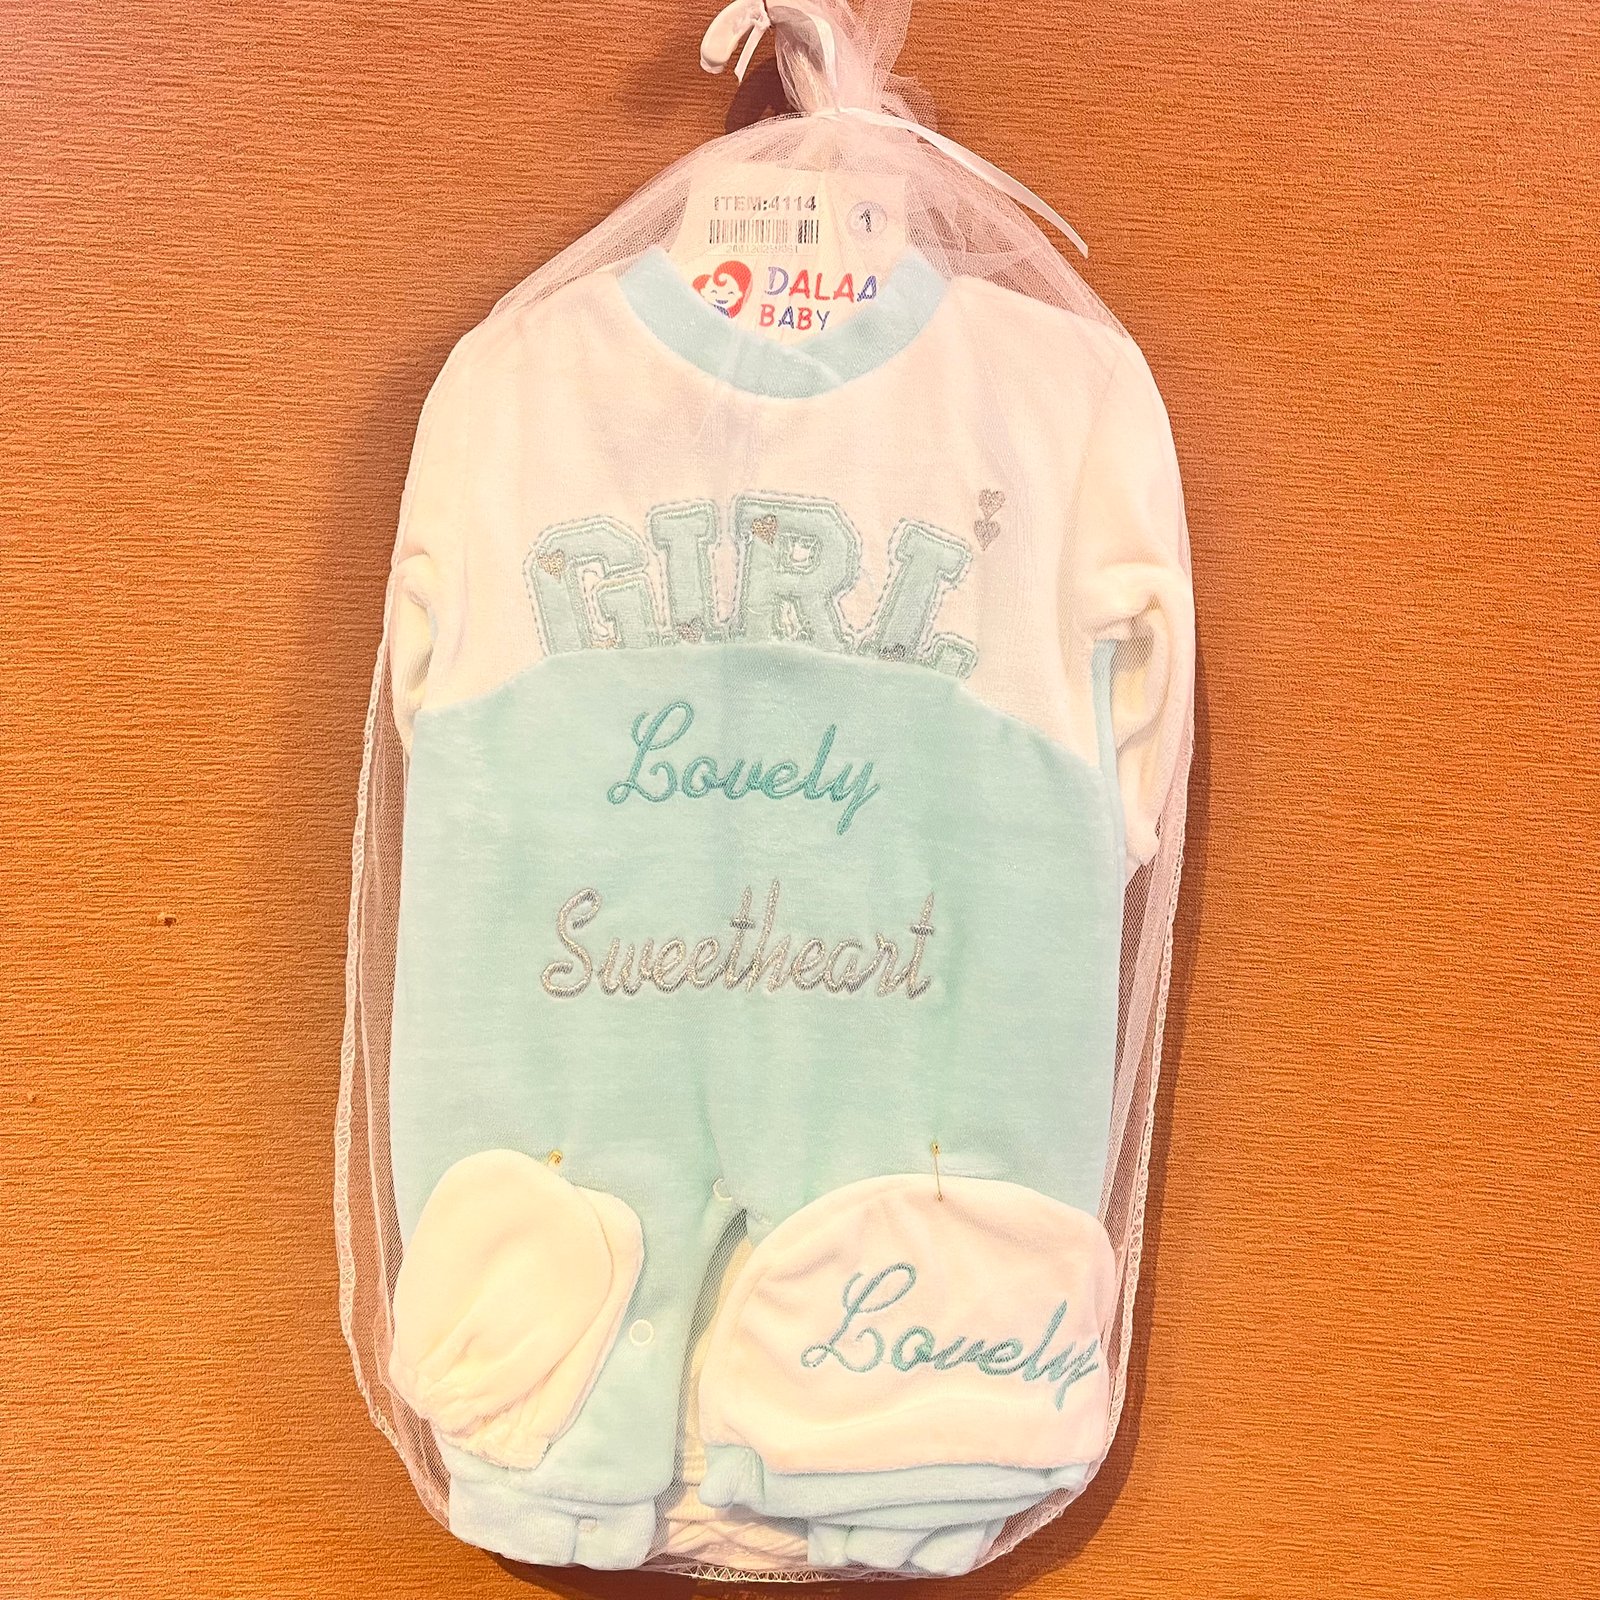 ITEM:4114
1
DALAA
BABY
GIRL
Lovely
Sweetheart
Lovely